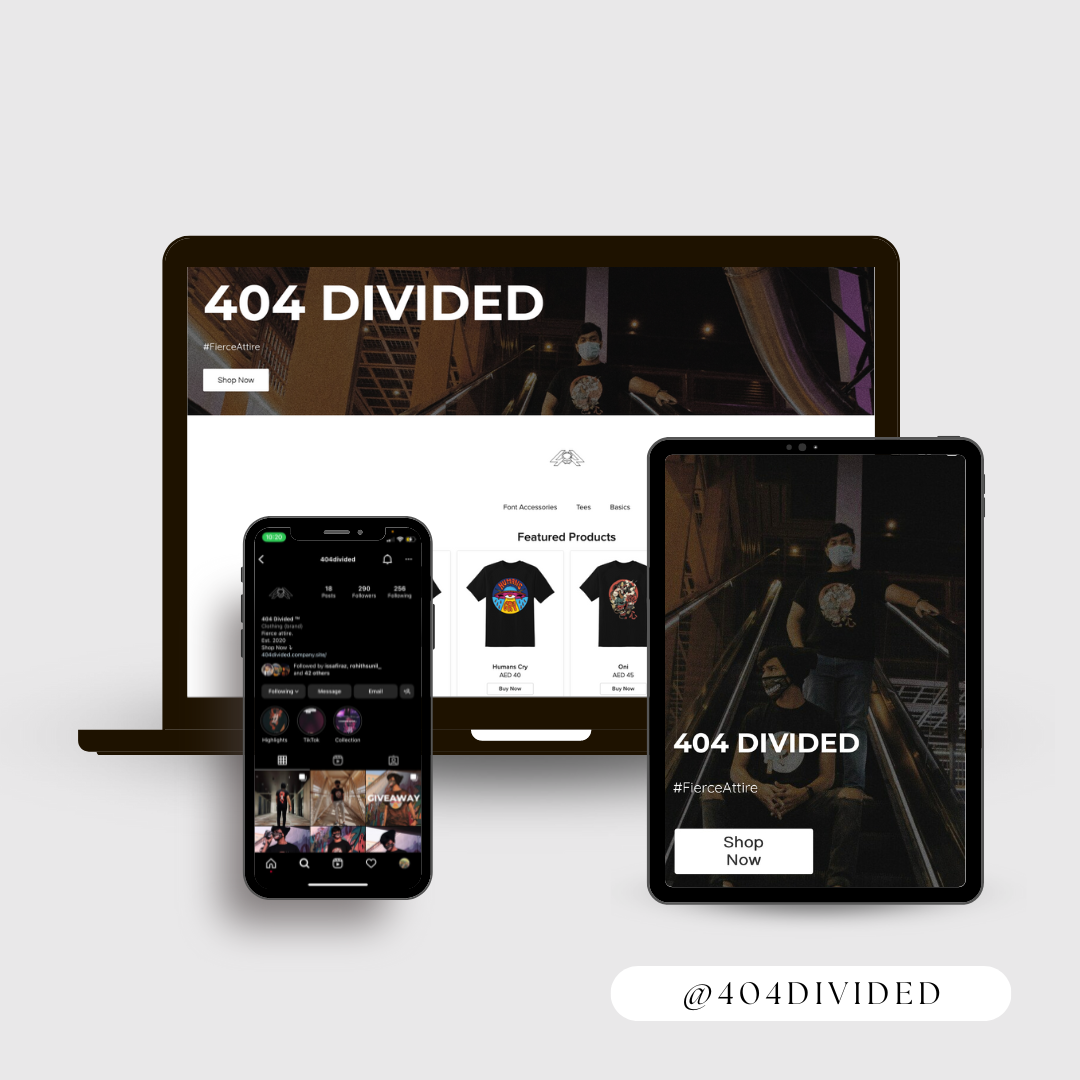 404 DIVIDED
#FierceAttire
Shop Now
Font Accessories Tees Basics
Featured Products
Humans Cry
AED 40
Buy Now
Oni
AED 45
Buy Now
10:20
404divided
18 290 256
Posts Followers Following
404 Divided ™
Clothing (brand)
Fierce attire.
Est. 2020
Shop Now ↓
404divided.company.site/
Followed by issafiraz, rohithsunil_
and 42 others
Following Message Email
Highlights TikTok Collection
GIVEAWAY
404 DIVIDED
#FierceAttire
Shop
Now
@404DIVIDED